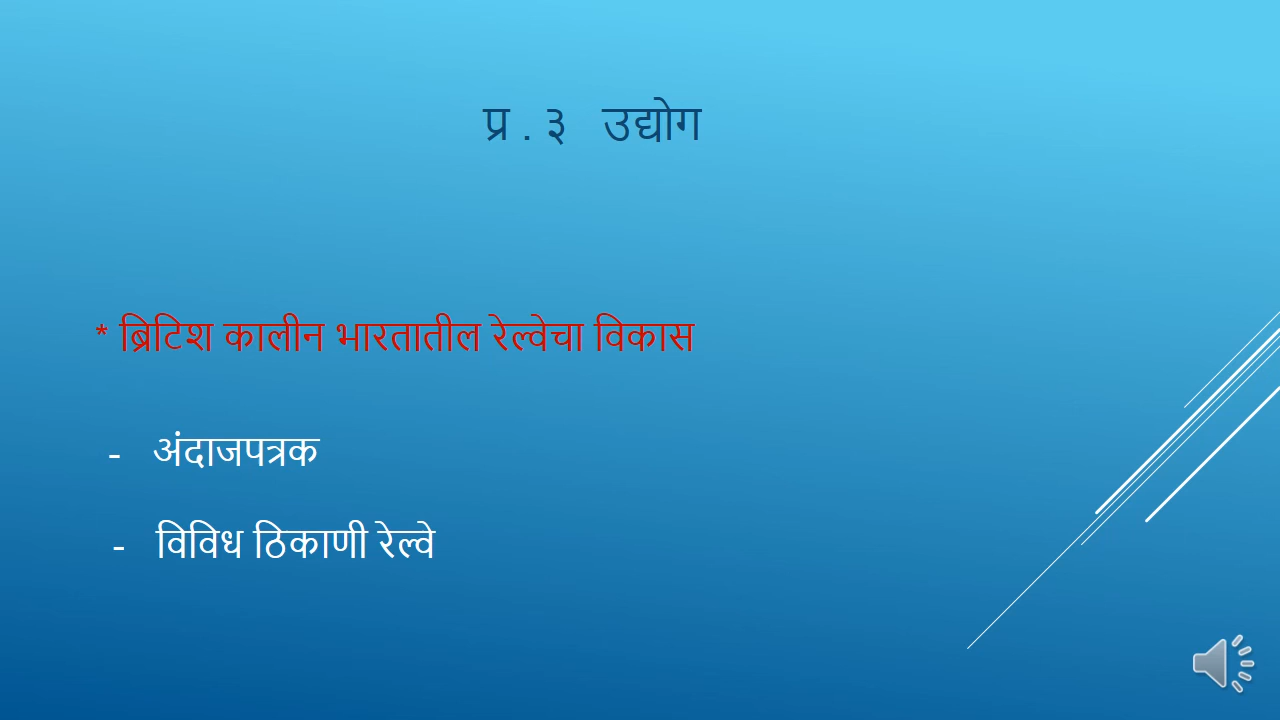 प्र . ३ उद्योग
* ब्रिटिश कालीन भारतातील रेल्वेचा विकास
- अंदाजपत्रक
- विविध ठिकाणी रेल्वे